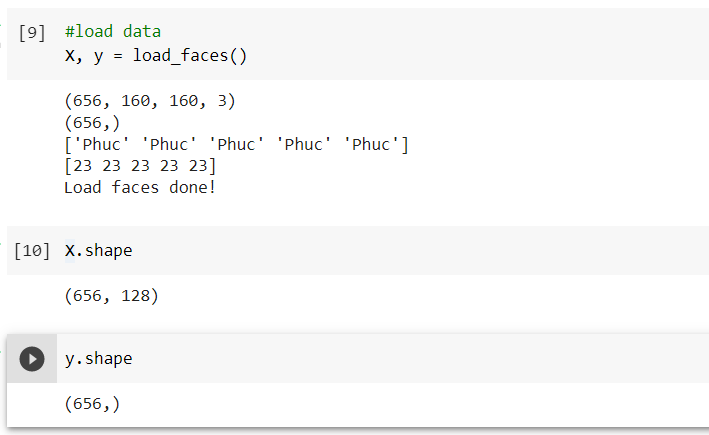 [9] #load data
X, y = load_faces()
(656, 160, 160, 3)
(656,)
['Phuc' 'Phuc' 'Phuc' 'Phuc' 'Phuc']
[23 23 23 23 23]
Load faces done!
[10] X.shape
(656, 128)
y.shape
(656,)